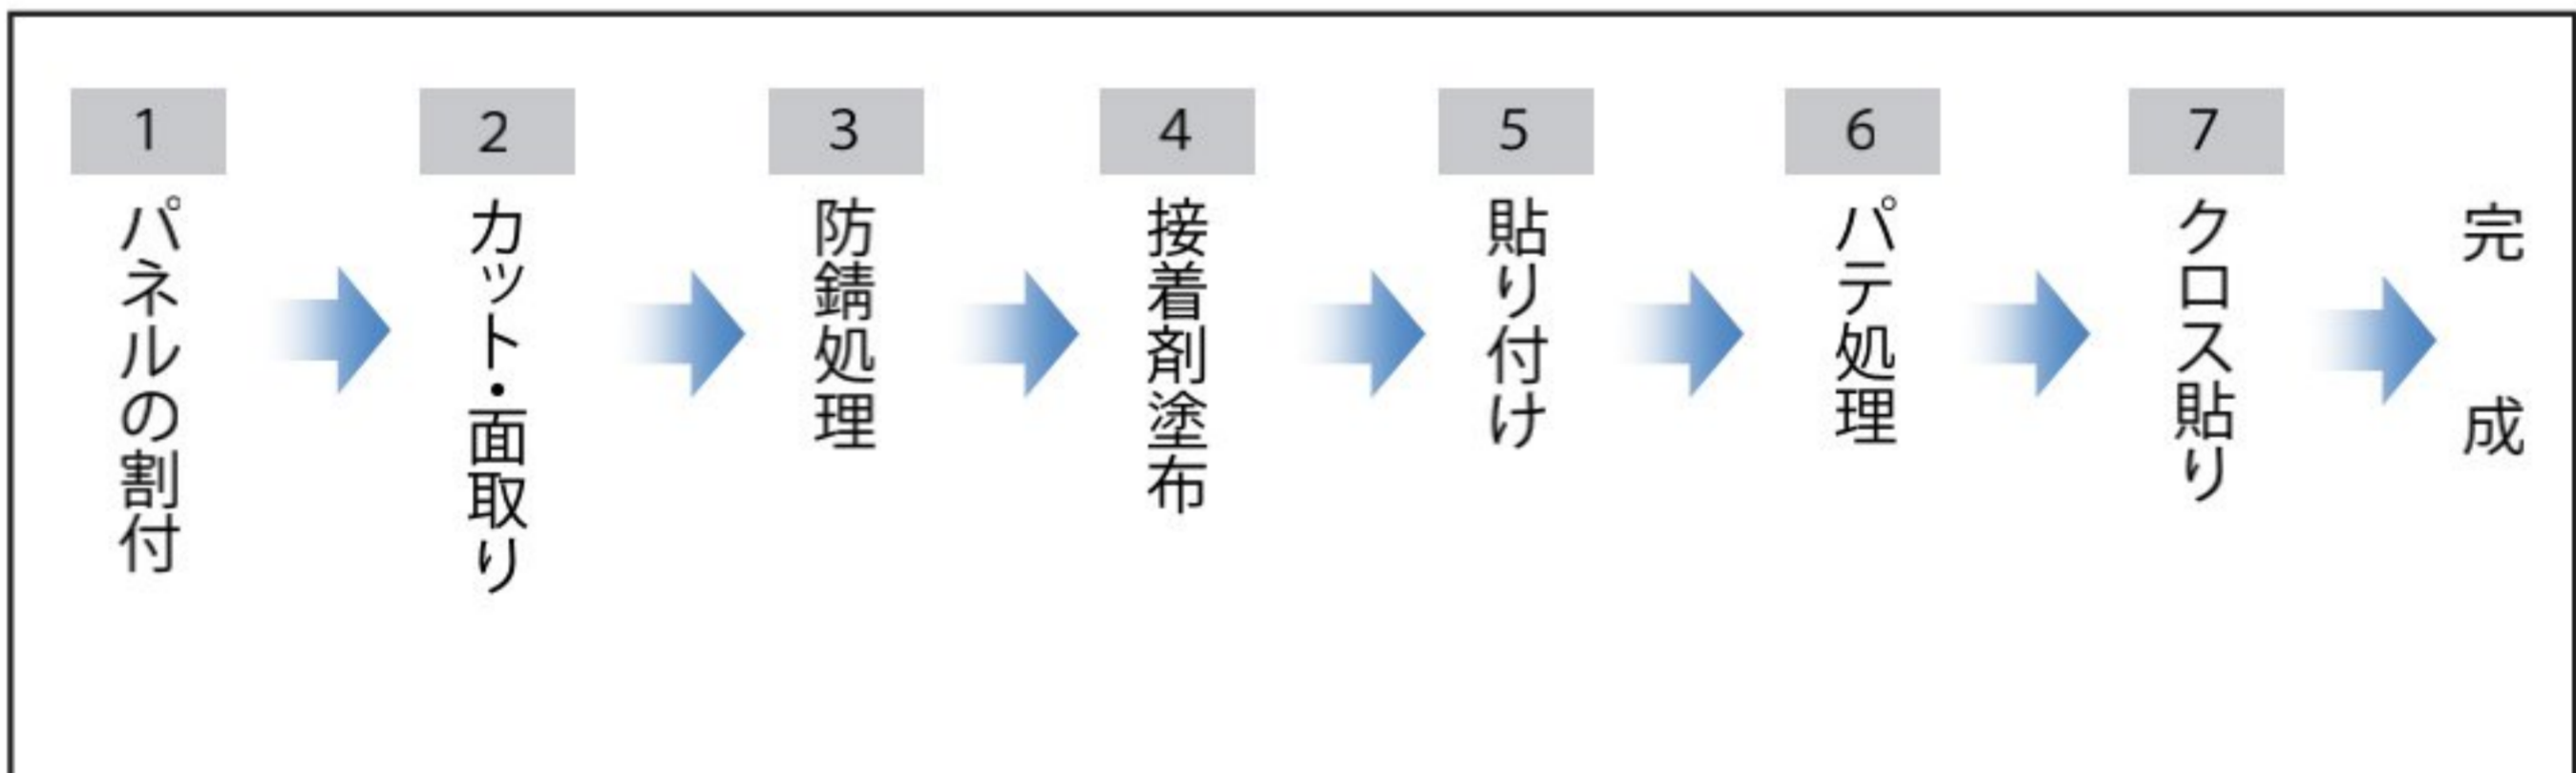 1
パネルの割付
2
カット・面取り
3
防錆処理
4
接着剤塗布
5
貼り付け
6
パテ処理
7
クロス貼り
完成